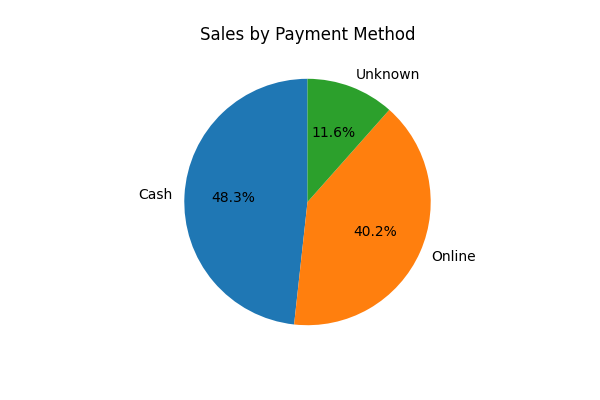 Sales by Payment Method
Unknown
11.6%
Cash
48.3%
40.2%
Online